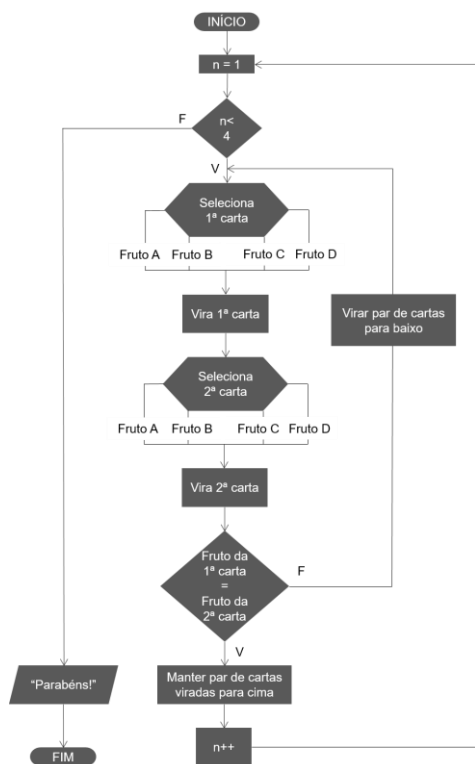 INÍCIO
n = 1
F
n<
4
V
Seleciona
1ª carta
Fruto A Fruto B Fruto C Fruto D
Vira 1ª carta
Virar par de cartas
para baixo
Seleciona
2ª carta
Fruto A Fruto B Fruto C Fruto D
Vira 2ª carta
Fruto da
1ª carta
=
Fruto da
2ª carta
F
V
"Parabéns!"
Manter par de cartas
viradas para cima
n++
FIM